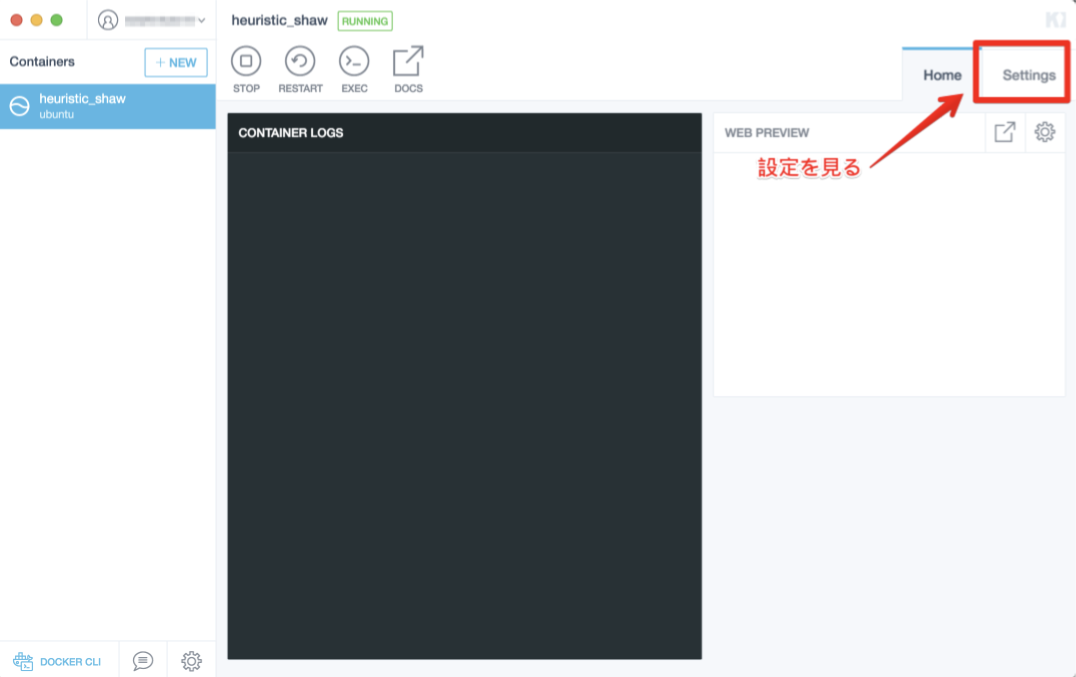 heuristic_shaw RUNNING
Containers
+ NEW
heuristic_shaw
ubuntu
STOP RESTART EXEC DOCS
Home Settings
CONTAINER LOGS
WEB PREVIEW
設定を見る
DOCKER CLI